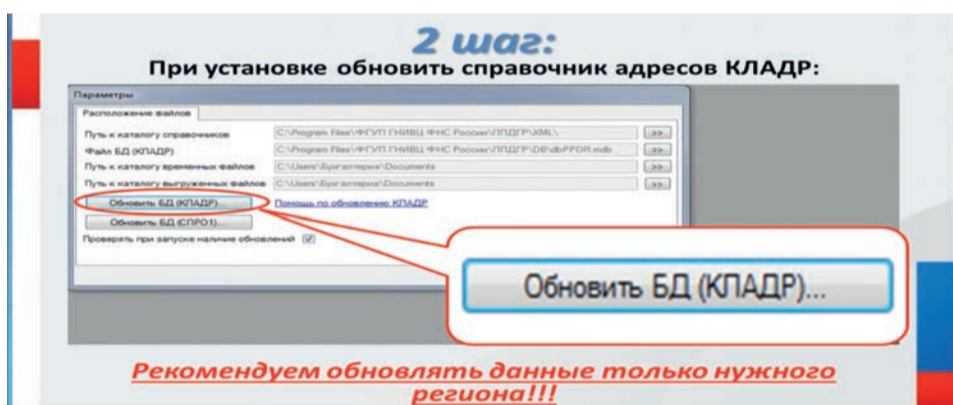 2 шаг:
При установке обновить справочник адресов КЛАДР:
Параметры
Расположение файлов
Путь к каталогу справочников
C:\Program Files\ФГУП ГНИВЦ ФНС России\ППДГР\XML\
>>
Файл БД (КЛАДР)
C:\Program Files\ФГУП ГНИВЦ ФНС России\ППДГР\DB\dbPPDR.mdb
>>
Путь к каталогу временных файлов
C:\Users\Бухгалтерия\Documents
>>
Путь к каталогу выгруженных файлов
C:\Users\Бухгалтерия\Documents
>>
Обновить БД (КЛАДР)...
Помощь по обновлению КЛАДР
Обновить БД (СПРО1)...
Проверять при запуске наличие обновлений
Обновить БД (КЛАДР)...
Рекомендуем обновлять данные только нужного
региона!!!